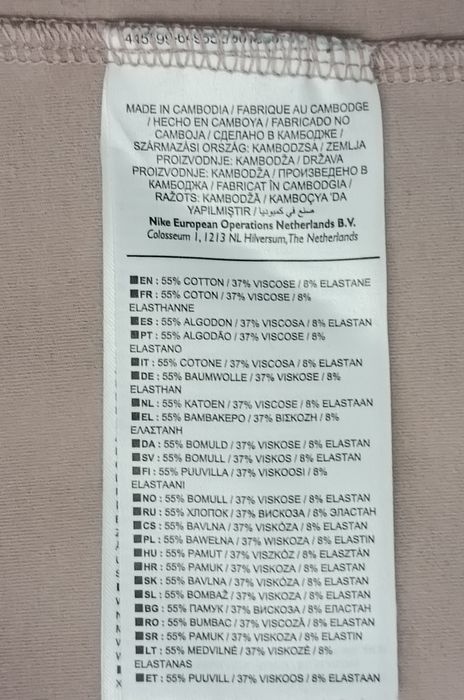 MADE IN CAMBODIA / FABRIQUE AU CAMBODGE
/ HECHO EN CAMBOYA / FABRICADO NO
CAMBOJA / СДЕЛАНО В КАМБОДЖЕ /
SZÁRMAZÁSI ORSZÁG: KAMBODZSA / ZEMLJA
PROIZVODNJE: KAMBODŽA / DRŽAVA
PROIZVODNJE: KAMBODŽA / ПРОИЗВЕДЕНО В
КАМБОДЖА / FABRICAT ÎN CAMBODGIA /
RAŽOTS: KAMBODŽĀ / KAMBOÇYA 'DA
YAPILMIŞTIR / صنع في كمبوديا
Nike European Operations Netherlands B.V.
Colosseum 1, 1213 NL Hilversum, The Netherlands
EN : 55% COTTON / 37% VISCOSE / 8% ELASTANE
FR : 55% COTON / 37% VISCOSE / 8%
ELASTHANNE
ES : 55% ALGODON / 37% VISCOSA / 8% ELASTAN
PT : 55% ALGODÃO / 37% VISCOSE / 8%
ELASTANO
IT : 55% COTONE / 37% VISCOSA / 8% ELASTAN
DE : 55% BAUMWOLLE / 37% VISKOSE / 8%
ELASTHAN
NL : 55% KATOEN / 37% VISCOSE / 8% ELASTAAN
EL : 55% ΒΑΜΒΑΚΕΡΟ / 37% ΒΙΣΚΟΖΗ / 8%
ΕΛΑΣΤΑΝΗ
DA : 55% BOMULD / 37% VISKOSE / 8% ELASTAN
SV : 55% BOMULL / 37% VISKOS / 8% ELASTAN
FI : 55% PUUVILLA / 37% VISKOOSI / 8%
ELASTAANI
NO : 55% BOMULL / 37% VISKOSE / 8% ELASTAN
RU : 55% ХЛОПОК / 37% ВИСКОЗА / 8% ЭЛАСТАН
CS : 55% BAVLNA / 37% VISKÓZA / 8% ELASTAN
PL : 55% BAWEŁNA / 37% WISKOZA / 8% ELASTIN
HU : 55% PAMUT / 37% VISZKÓZ / 8% ELASZTÁN
HR : 55% PAMUK / 37% VISKOZA / 8% ELASTAN
SK : 55% BAVLNA / 37% VISKÓZA / 8% ELASTAN
SL : 55% BOMBAŽ / 37% VISKOZA / 8% ELASTAN
BG : 55% ПАМУК / 37% ВИСКОЗА / 8% ЕЛАСТАН
RO : 55% BUMBAC / 37% VISCOZĂ / 8% ELASTAN
SR : 55% PAMUK / 37% VISKOZA / 8% ELASTIN
LT : 55% MEDVILNĖ / 37% VISKOZĖ / 8%
ELASTANAS
ET : 55% PUUVILL / 37% VISKOOS / 8% ELASTAAN